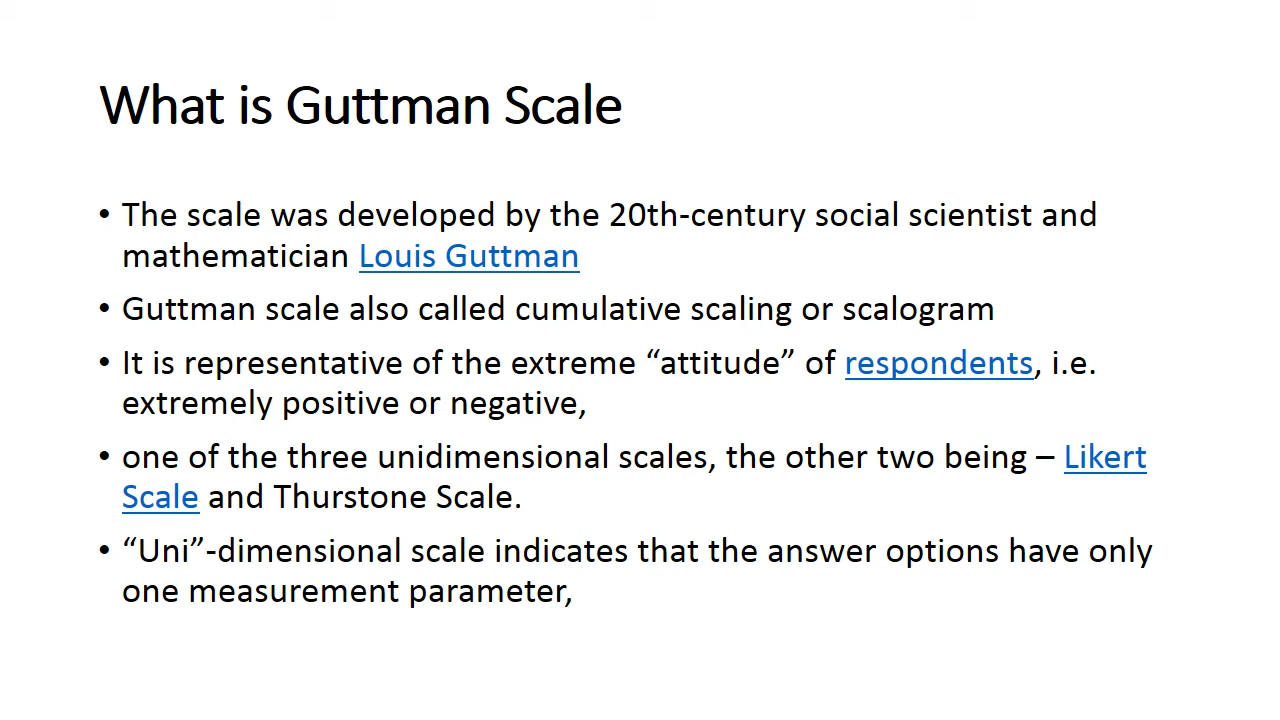 What is Guttman Scale
• The scale was developed by the 20th-century social scientist and
mathematician Louis Guttman
• Guttman scale also called cumulative scaling or scalogram
• It is representative of the extreme “attitude” of respondents, i.e.
extremely positive or negative,
• one of the three unidimensional scales, the other two being – Likert
Scale and Thurstone Scale.
• “Uni”-dimensional scale indicates that the answer options have only
one measurement parameter,